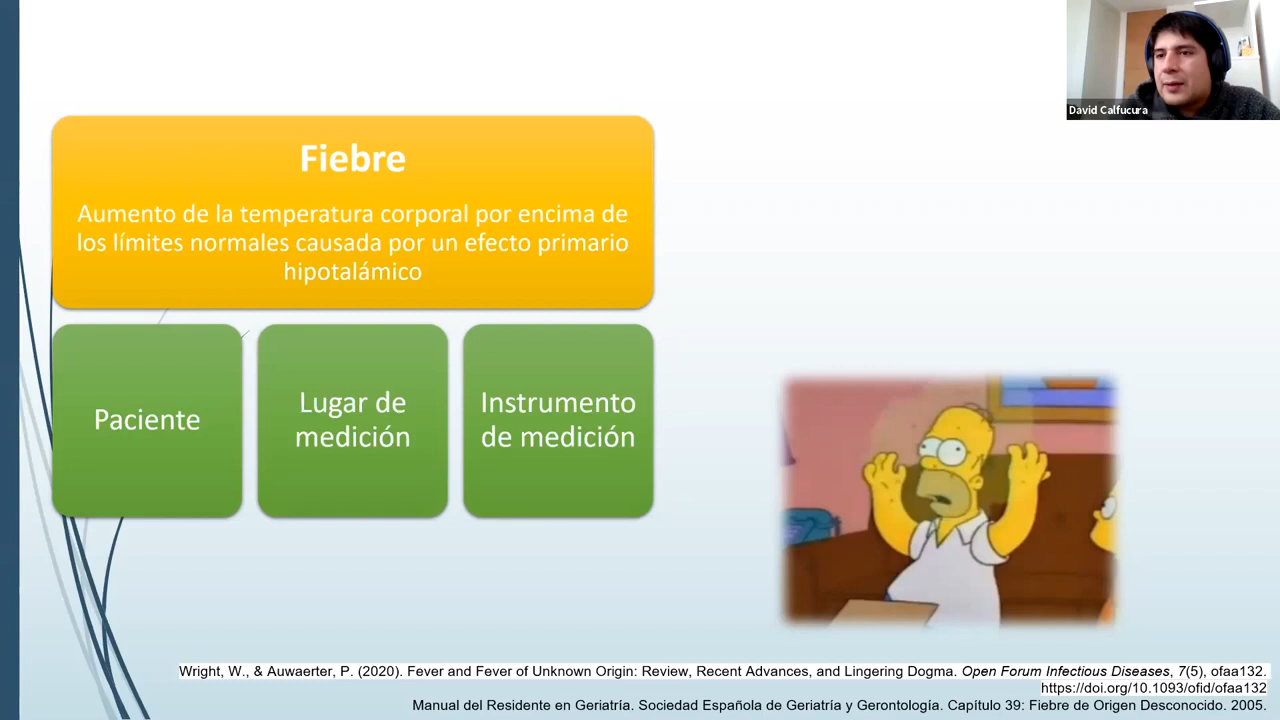 David Calfucura
Fiebre
Aumento de la temperatura corporal por encima de
los límites normales causada por un efecto primario
hipotalámico
Paciente
Lugar de
medición
Instrumento
de medición
Wright, W., & Auwaerter, P. (2020). Fever and Fever of Unknown Origin: Review, Recent Advances, and Lingering Dogma. Open Forum Infectious Diseases, 7(5), ofaa132.
https://doi.org/10.1093/ofid/ofaa132
Manual del Residente en Geriatría. Sociedad Española de Geriatría y Gerontología. Capítulo 39: Fiebre de Origen Desconocido. 2005.